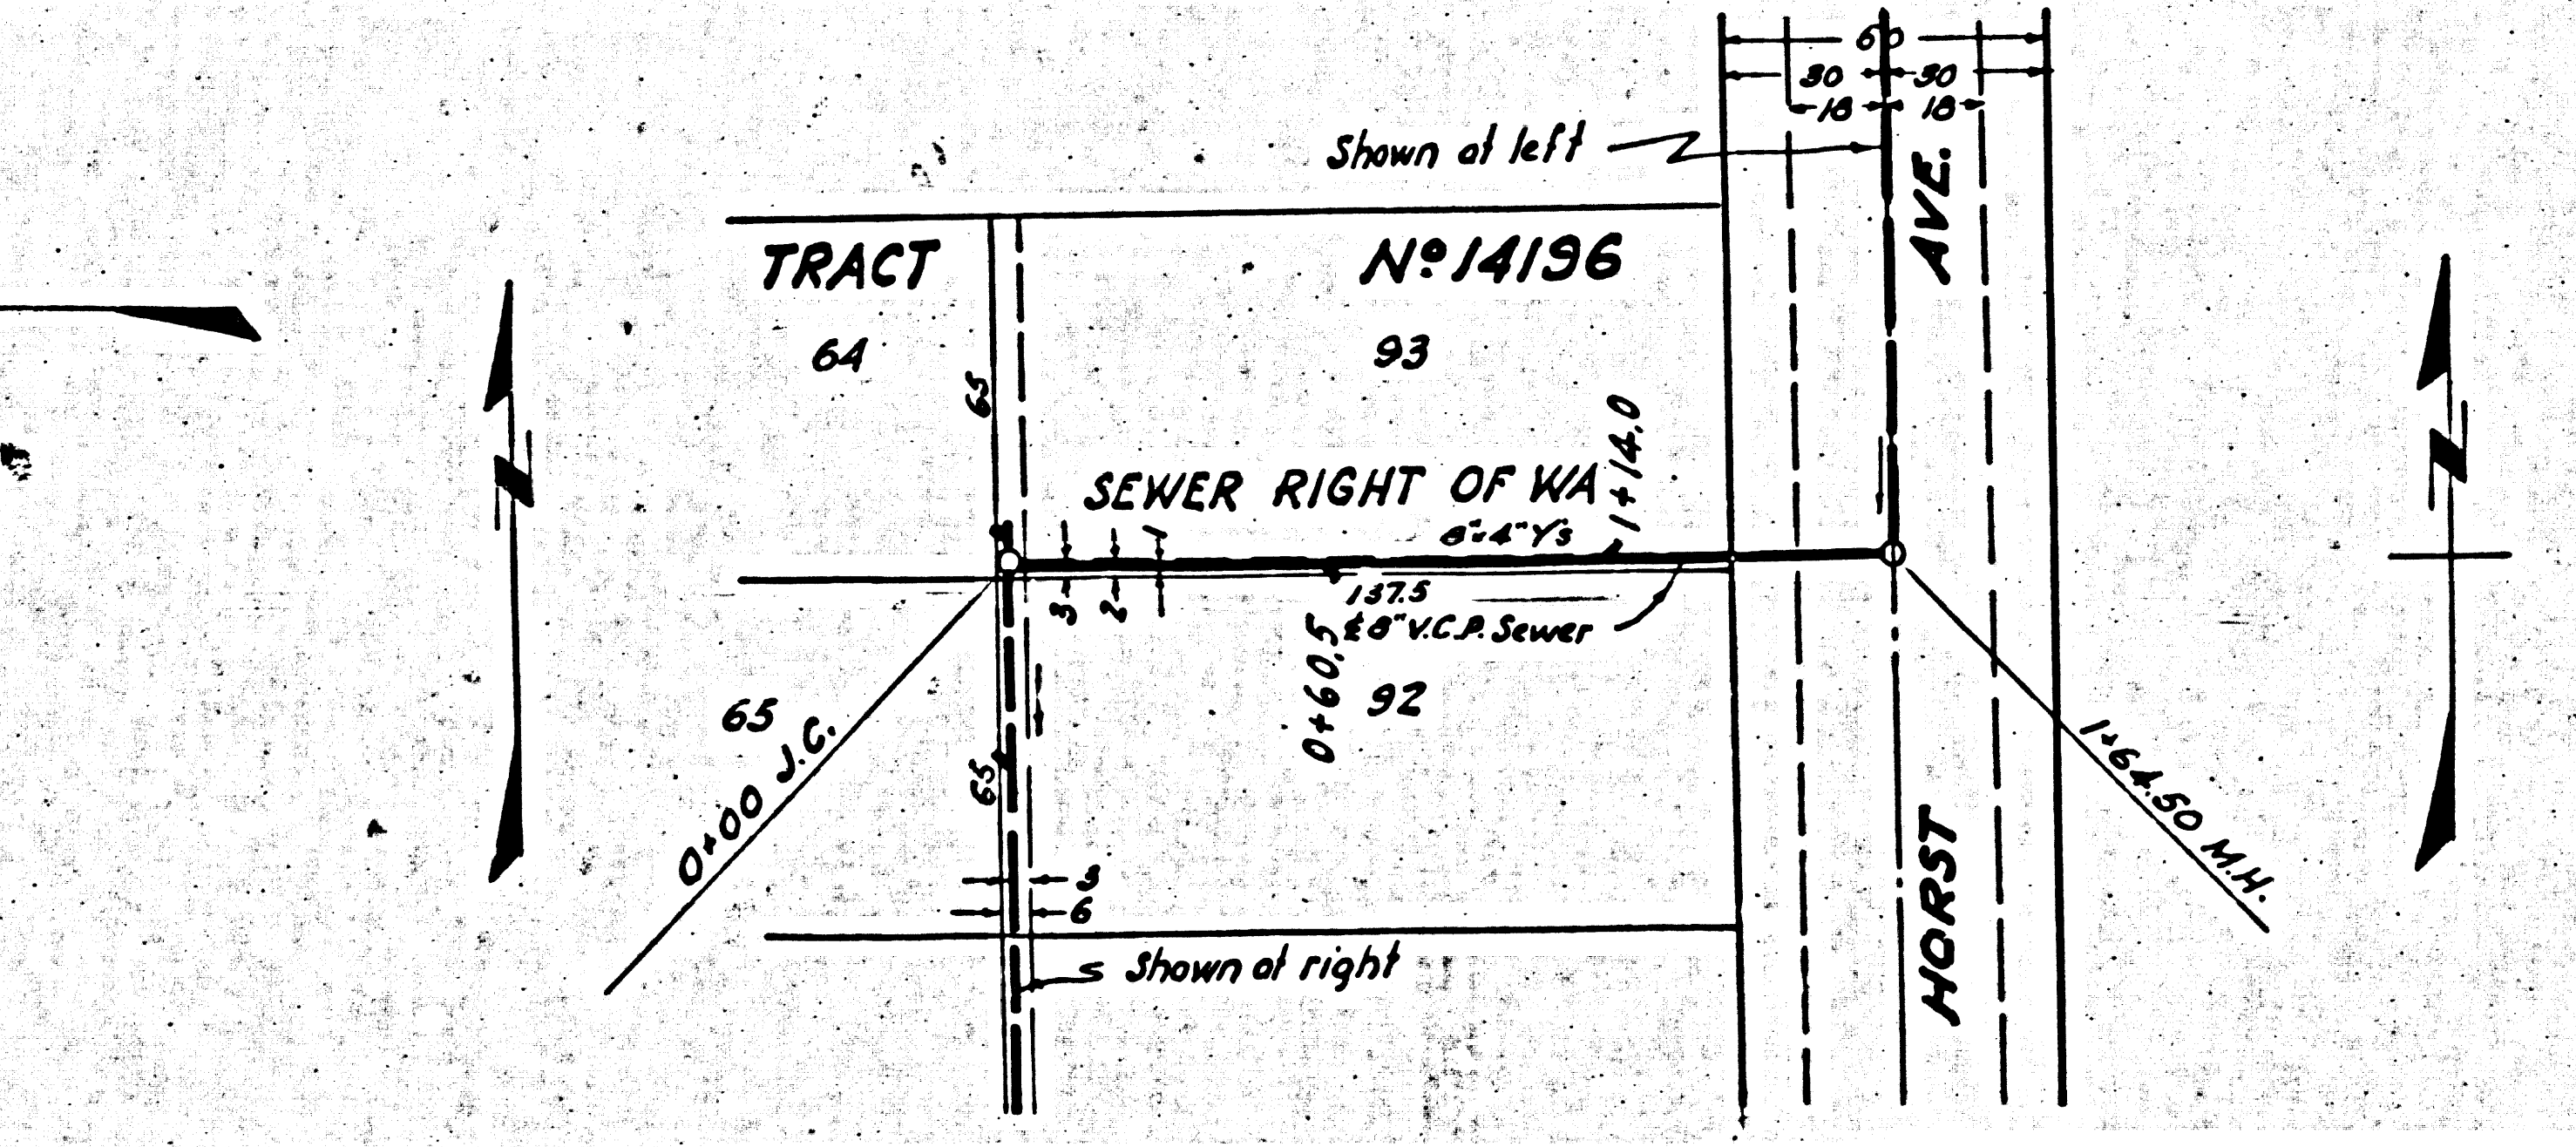 60
30 30
18 18
Shown at left
AVE.
TRACT Nº 14196
64
93
65
1+14.0
SEWER RIGHT OF WA
8"-4" Y's
3 2 1
137.5
℄ 8" V.C.P. Sewer
0+60.5
92
65
0+00 J.C.
65
1+64.50 M.H.
3
6
HORST
Shown at right
N
N